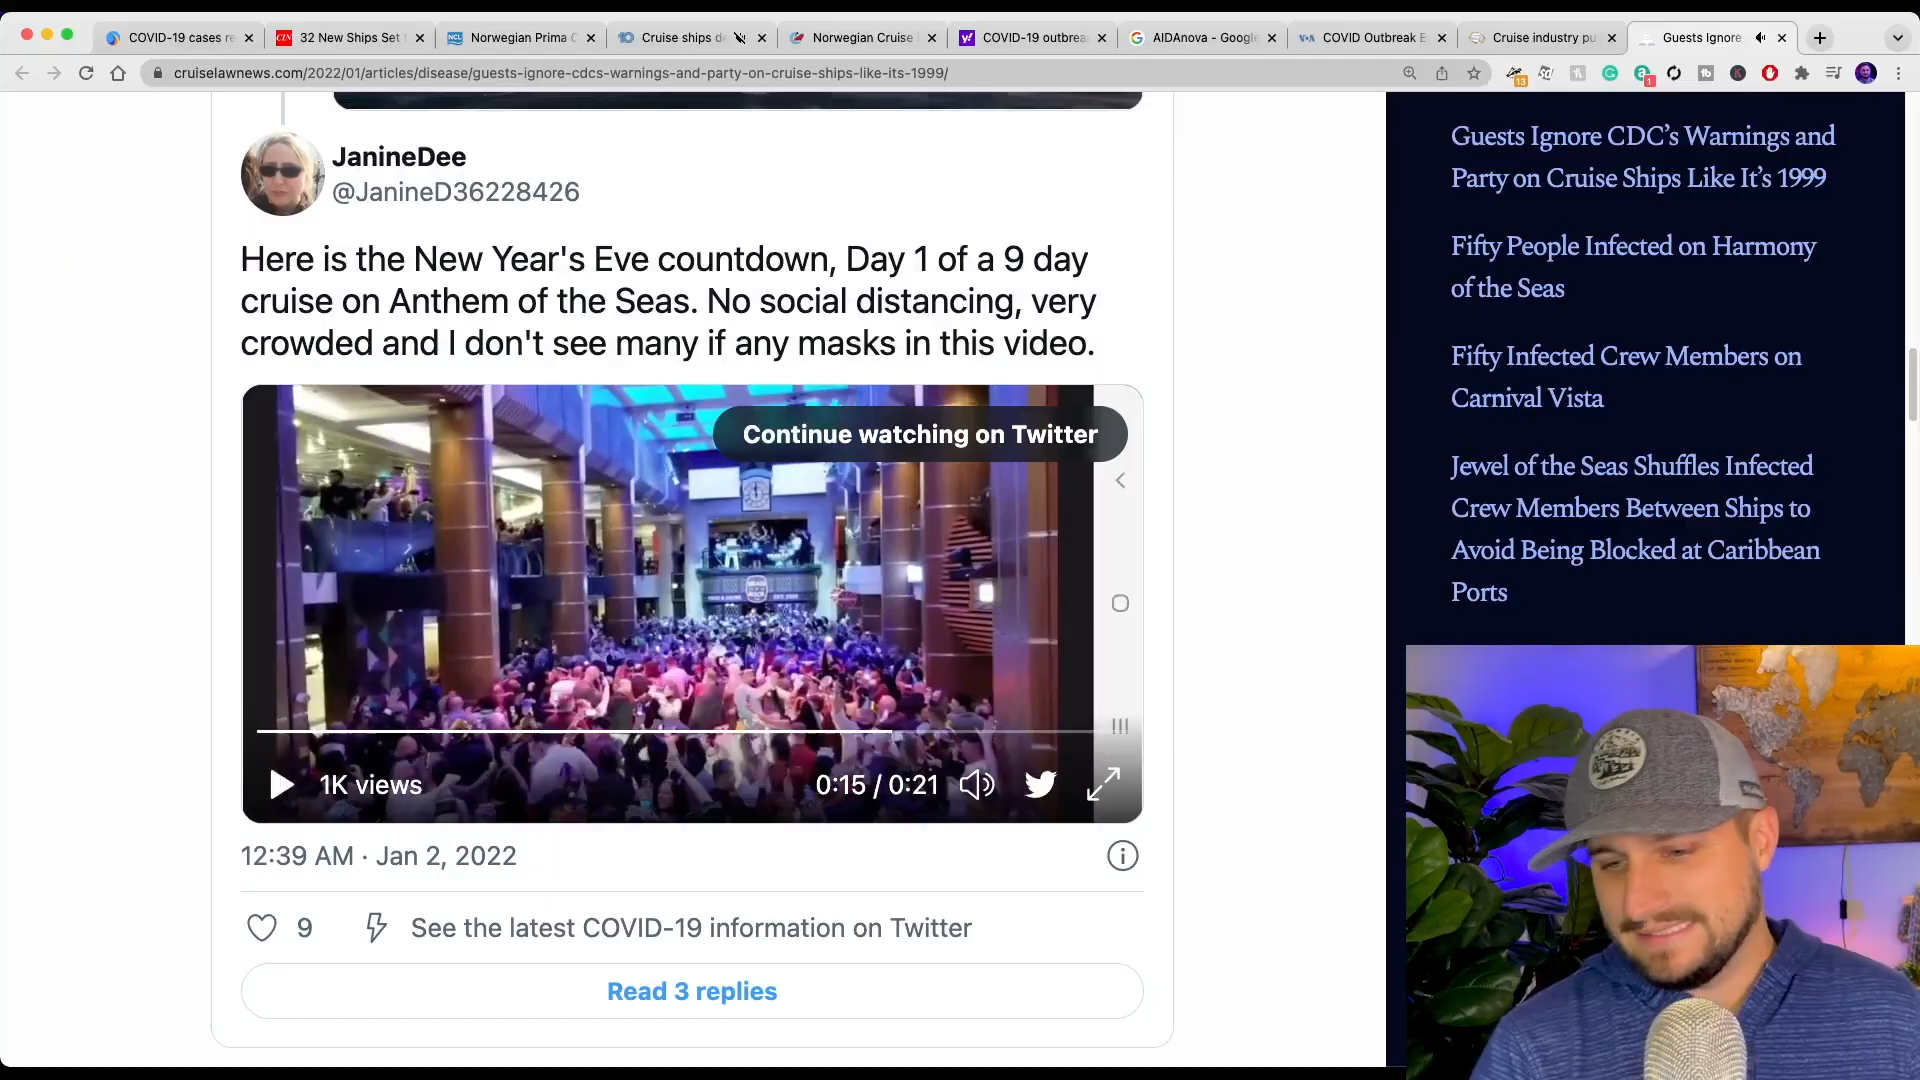 COVID-19 cases re
32 New Ships Set
Norwegian Prima C
Cruise ships de
Norwegian Cruise
COVID-19 outbrea
AIDAnova - Google
COVID Outbreak E
Cruise industry pu
Guests Ignore
cruiselawnews.com/2022/01/articles/disease/guests-ignore-cdcs-warnings-and-party-on-cruise-ships-like-its-1999/
JanineDee
@JanineD36228426
Here is the New Year's Eve countdown, Day 1 of a 9 day
cruise on Anthem of the Seas. No social distancing, very
crowded and I don't see many if any masks in this video.
Continue watching on Twitter
1K views
0:15 / 0:21
12:39 AM · Jan 2, 2022
9
See the latest COVID-19 information on Twitter
Read 3 replies
Guests Ignore CDC’s Warnings and
Party on Cruise Ships Like It’s 1999
Fifty People Infected on Harmony
of the Seas
Fifty Infected Crew Members on
Carnival Vista
Jewel of the Seas Shuffles Infected
Crew Members Between Ships to
Avoid Being Blocked at Caribbean
Ports